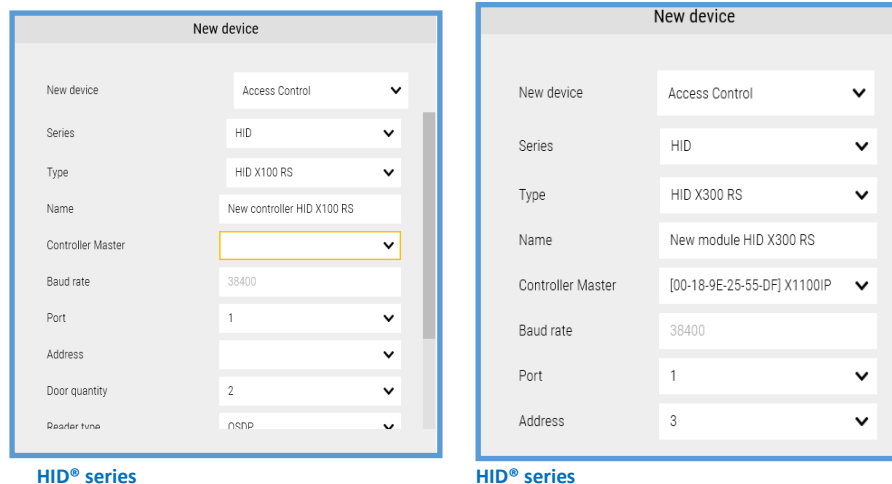 New device
New device Access Control
Series HID
Type HID X100 RS
Name New controller HID X100 RS
Controller Master
Baud rate 38400
Port 1
Address
Door quantity 2
Reader type OSDP
HID® series
New device
New device Access Control
Series HID
Type HID X300 RS
Name New module HID X300 RS
Controller Master [00-18-9E-25-55-DF] X1100IP
Baud rate 38400
Port 1
Address 3
HID® series